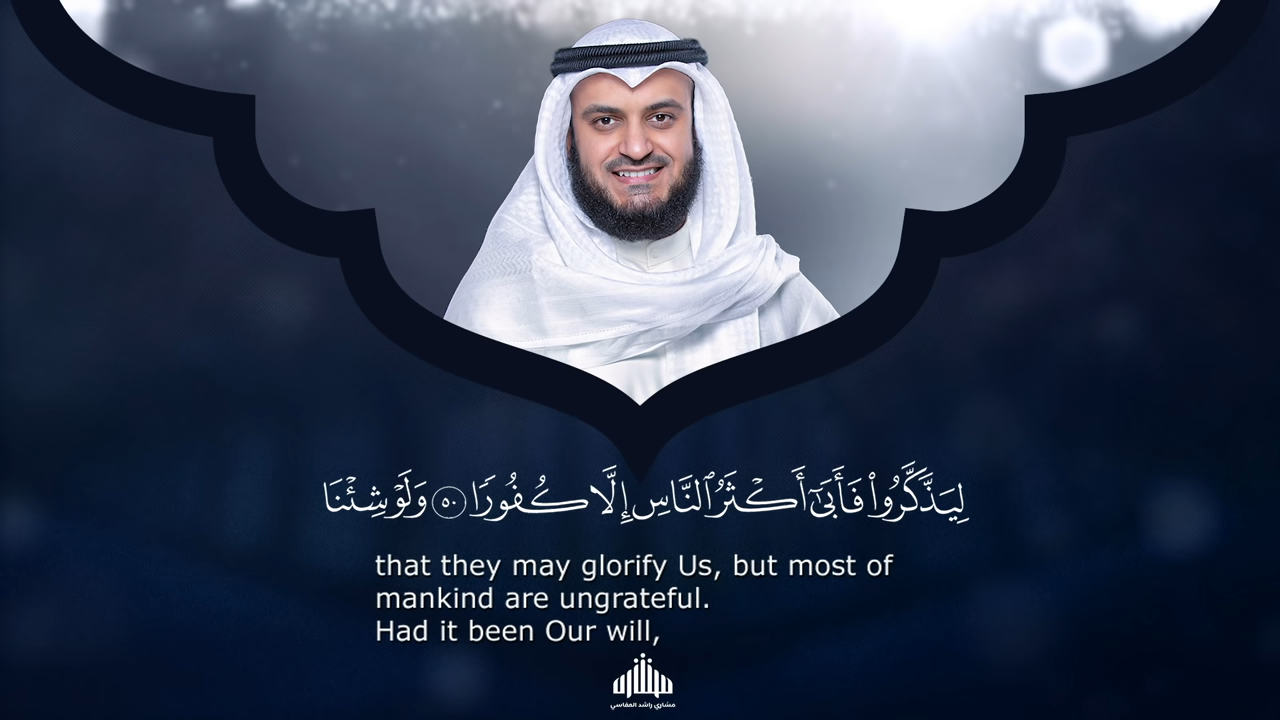 لِيَذَّكَّرُوا۟ فَأَبَىٰٓ أَكْثَرُ ٱلنَّاسِ إِلَّا كُفُورًا ۝٥٠ وَلَوْ شِئْنَا
that they may glorify Us, but most of
mankind are ungrateful.
Had it been Our will,
مشاري راشد العفاسي